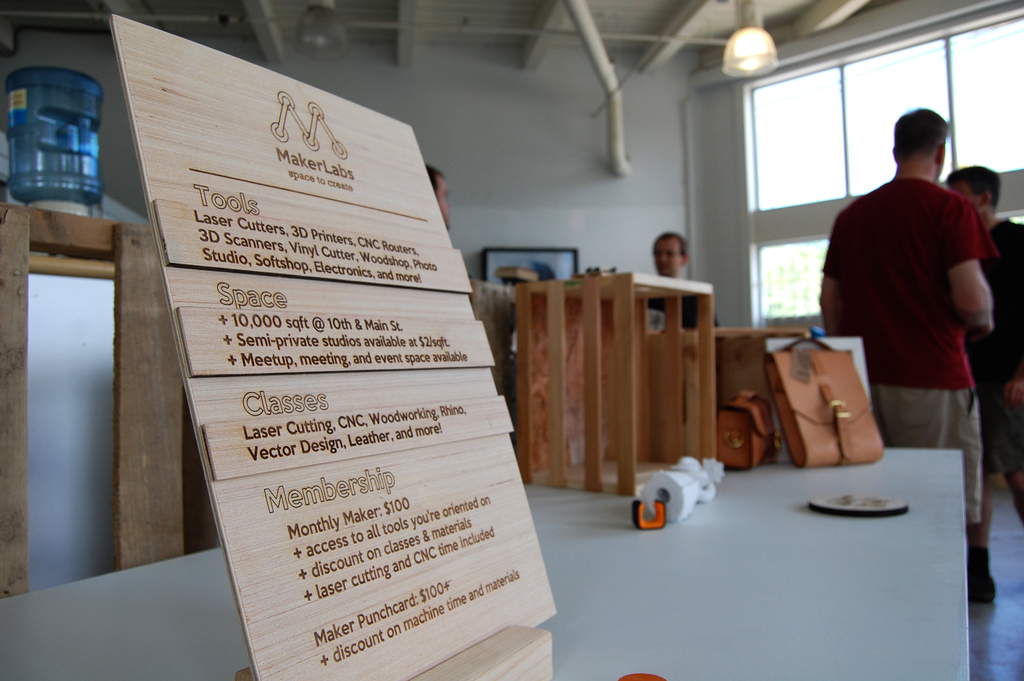 MakerLabs
space to create
Tools
Laser Cutters, 3D Printers, CNC Routers,
3D Scanners, Vinyl Cutter, Woodshop, Photo
Studio, Softshop, Electronics, and more!
Space
+ 10,000 sqft @ 10th & Main St.
+ Semi-private studios available at $2/sqft.
+ Meetup, meeting, and event space available
Classes
Laser Cutting, CNC, Woodworking, Rhino,
Vector Design, Leather, and more!
Membership
Monthly Maker: $100
+ access to all tools you're oriented on
+ discount on classes & materials
+ laser cutting and CNC time included
Maker Punchcard: $100+
+ discount on machine time and materials